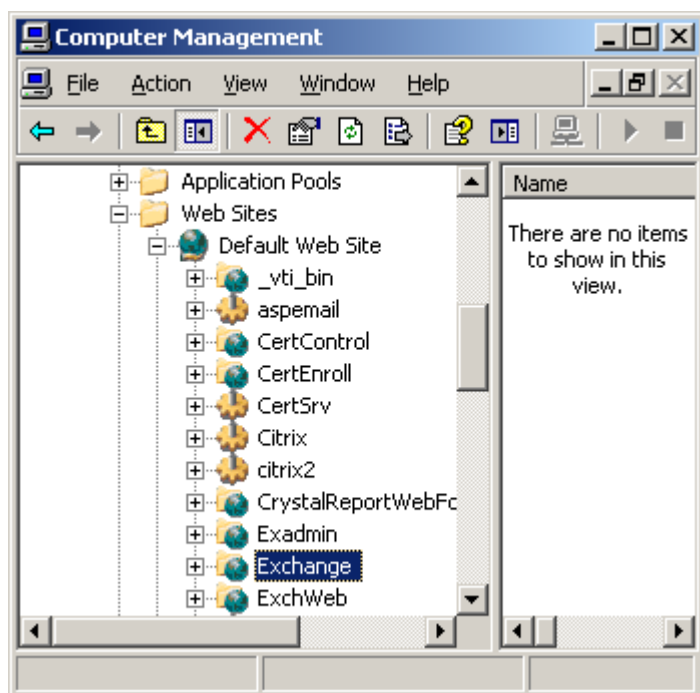 Computer Management
File Action View Window Help
Application Pools
Web Sites
Default Web Site
_vti_bin
aspemail
CertControl
CertEnroll
CertSrv
Citrix
citrix2
CrystalReportWebFo
Exadmin
Exchange
ExchWeb
Name
There are no items
to show in this
view.